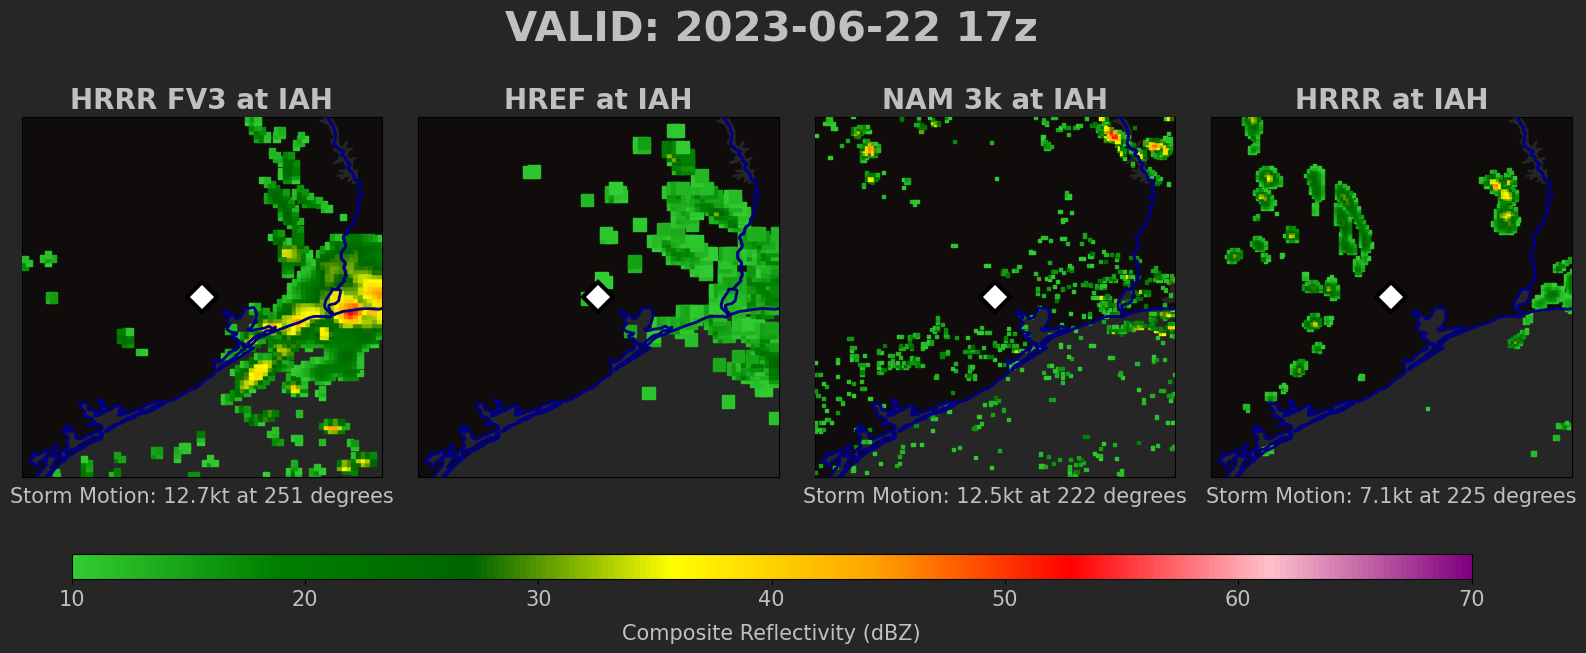 VALID: 2023-06-22 17z
HRRR FV3 at IAH
HREF at IAH
NAM 3k at IAH
HRRR at IAH
Storm Motion: 12.7kt at 251 degrees
Storm Motion: 12.5kt at 222 degrees
Storm Motion: 7.1kt at 225 degrees
10 20 30 40 50 60 70
Composite Reflectivity (dBZ)